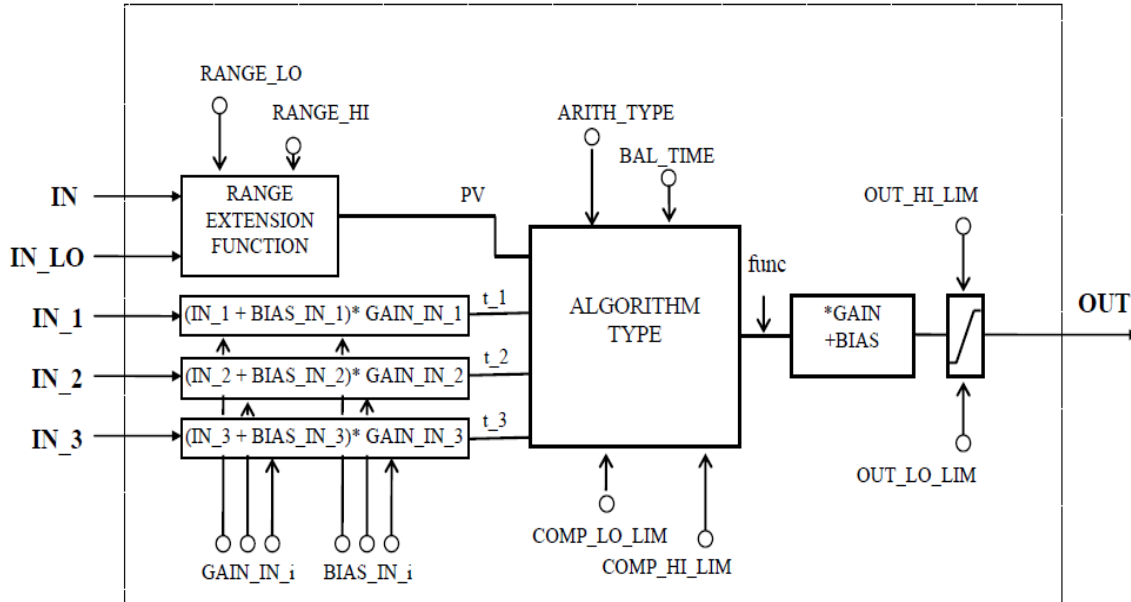 RANGE_LO
RANGE_HI
ARITH_TYPE
BAL_TIME
IN
RANGE
EXTENSION
FUNCTION
PV
OUT_HI_LIM
IN_LO
func
IN_1
(IN_1 + BIAS_IN_1)* GAIN_IN_1
t_1
ALGORITHM
TYPE
*GAIN
+BIAS
OUT
IN_2
(IN_2 + BIAS_IN_2)* GAIN_IN_2
t_2
IN_3
(IN_3 + BIAS_IN_3)* GAIN_IN_3
t_3
OUT_LO_LIM
COMP_LO_LIM
COMP_HI_LIM
GAIN_IN_i
BIAS_IN_i